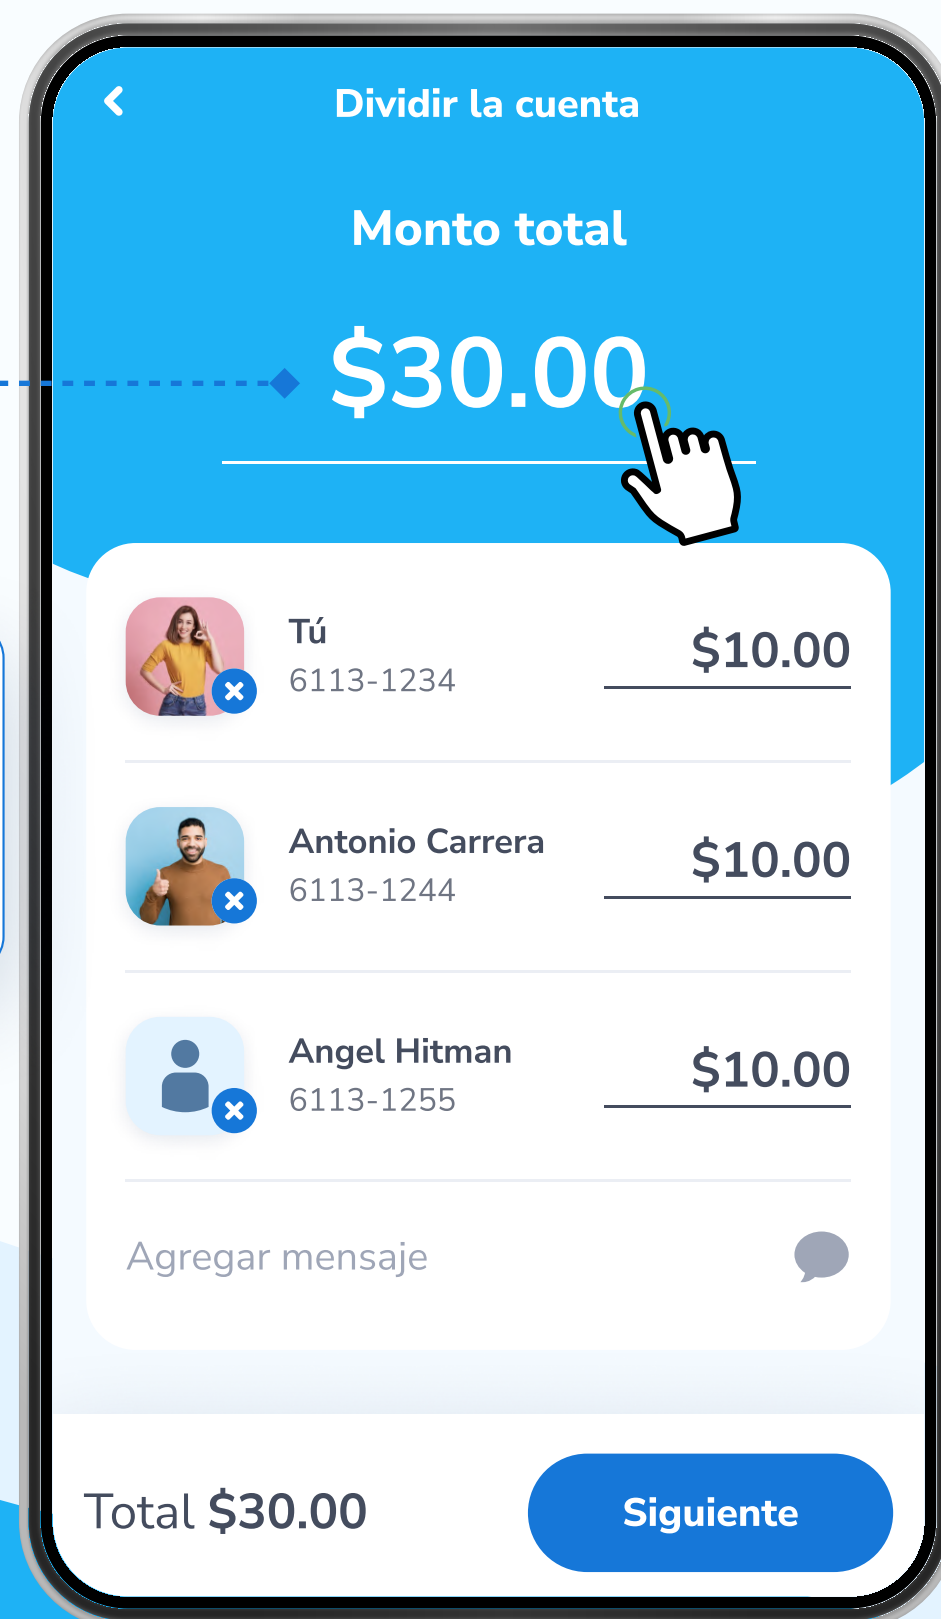 Dividir la cuenta
Monto total
$30.00
Tú
6113-1234
$10.00
Antonio Carrera
6113-1244
$10.00
Angel Hitman
6113-1255
$10.00
Agregar mensaje
Total $30.00
Siguiente